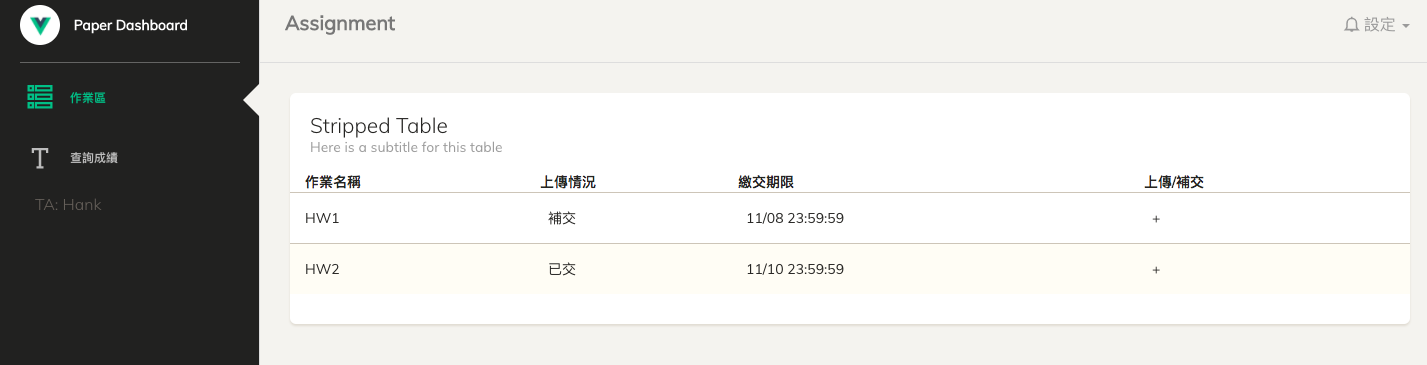 Paper Dashboard
作業區
查詢成績
TA: Hank
Assignment
設定
Stripped Table
Here is a subtitle for this table
作業名稱 上傳情況 繳交期限 上傳/補交
HW1 補交 11/08 23:59:59 +
HW2 已交 11/10 23:59:59 +